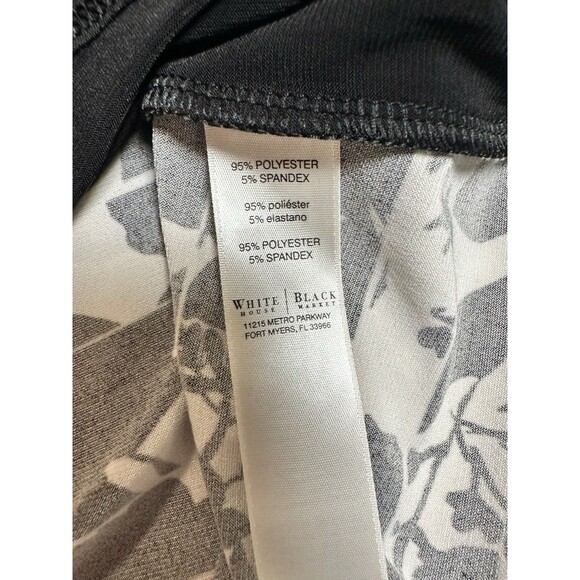 95% POLYESTER
5% SPANDEX
95% poliéster
5% elastano
95% POLYESTER
5% SPANDEX
WHITE HOUSE | BLACK MARKET
11215 METRO PARKWAY
FORT MYERS, FL 33966